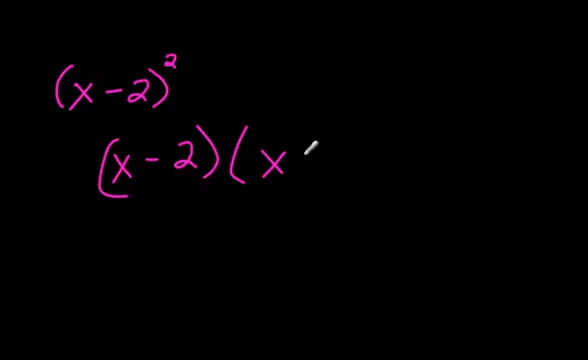 (x - 2)²
(x - 2)(x